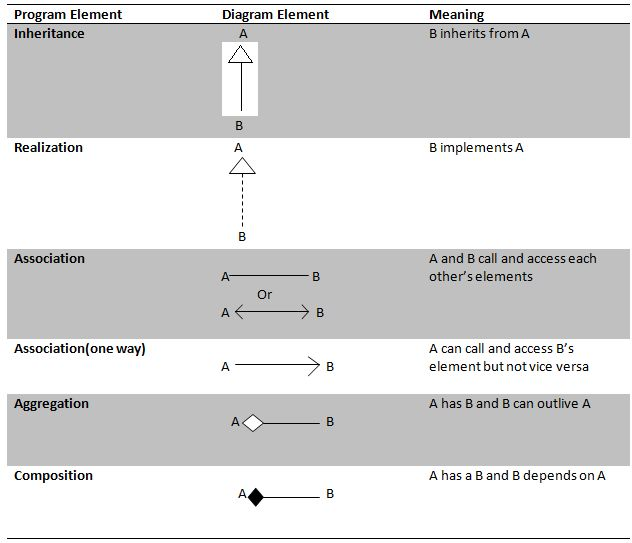 Program Element Diagram Element Meaning
Inheritance A B inherits from A
B
Realization A B implements A
B
Association A and B call and access each
other's elements
A B
Or
A B
Association(one way) A can call and access B's
element but not vice versa
A B
Aggregation A has B and B can outlive A
A B
Composition A has a B and B depends on A
A B